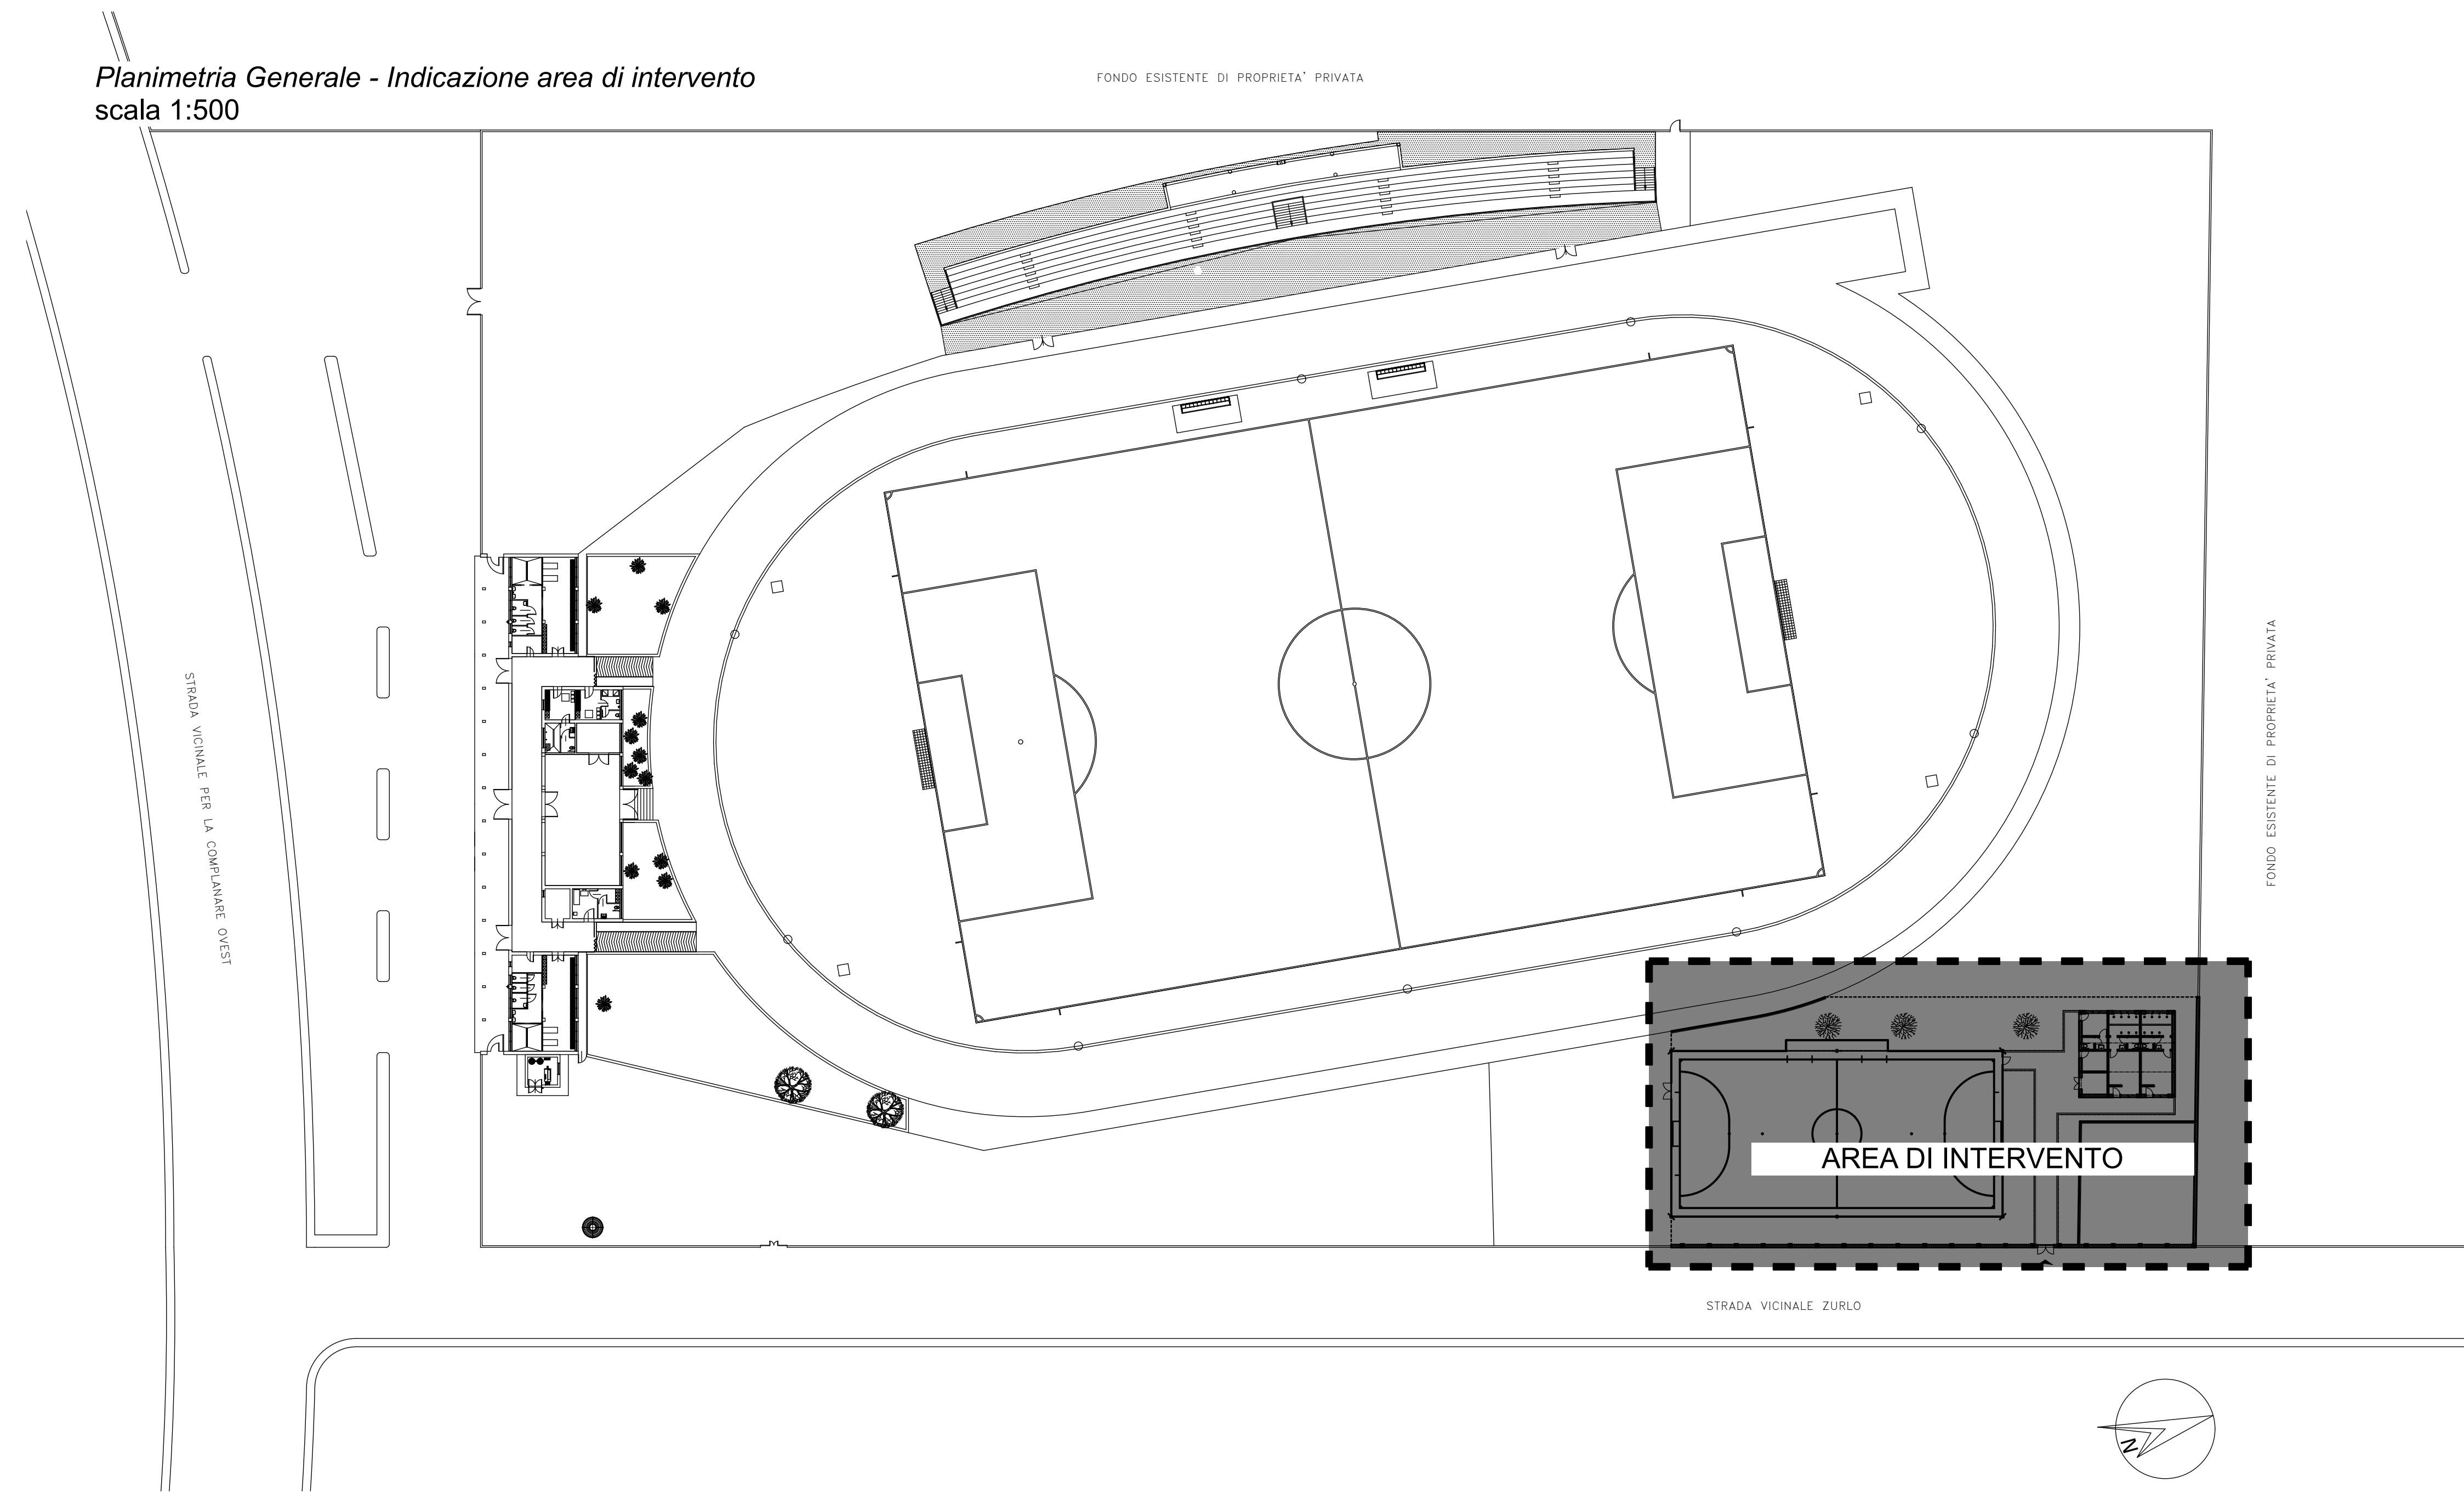 Planimetria Generale - Indicazione area di intervento
scala 1:500
FONDO ESISTENTE DI PROPRIETA' PRIVATA
STRADA VICINALE PER LA COMPLANARE OVEST
FONDO ESISTENTE DI PROPRIETA' PRIVATA
AREA DI INTERVENTO
STRADA VICINALE ZURLO
N